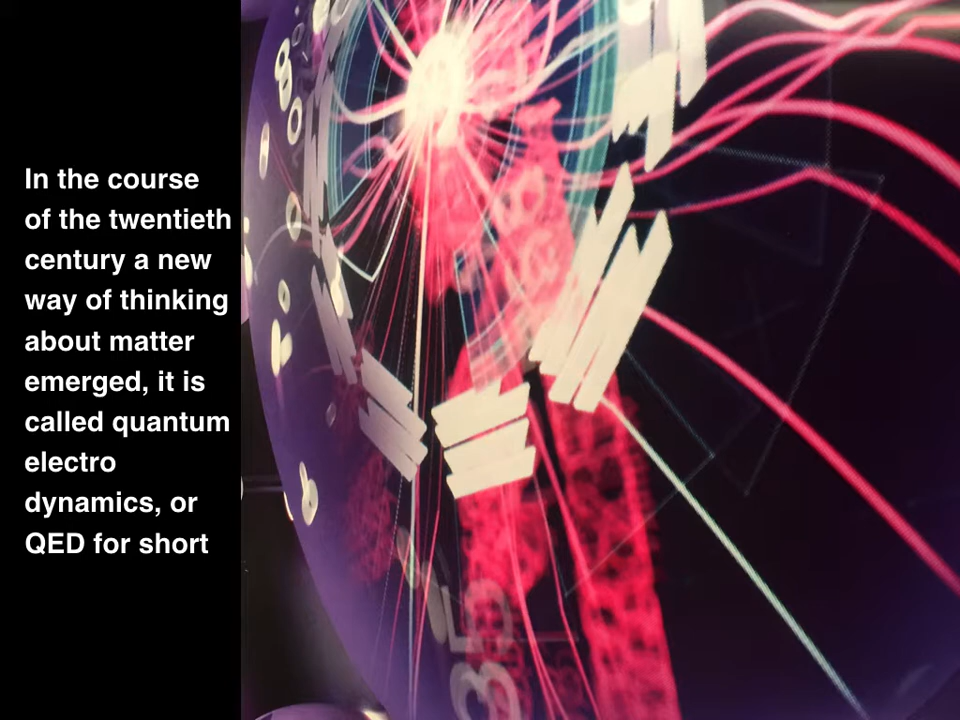 In the course
of the twentieth
century a new
way of thinking
about matter
emerged, it is
called quantum
electro
dynamics, or
QED for short
35